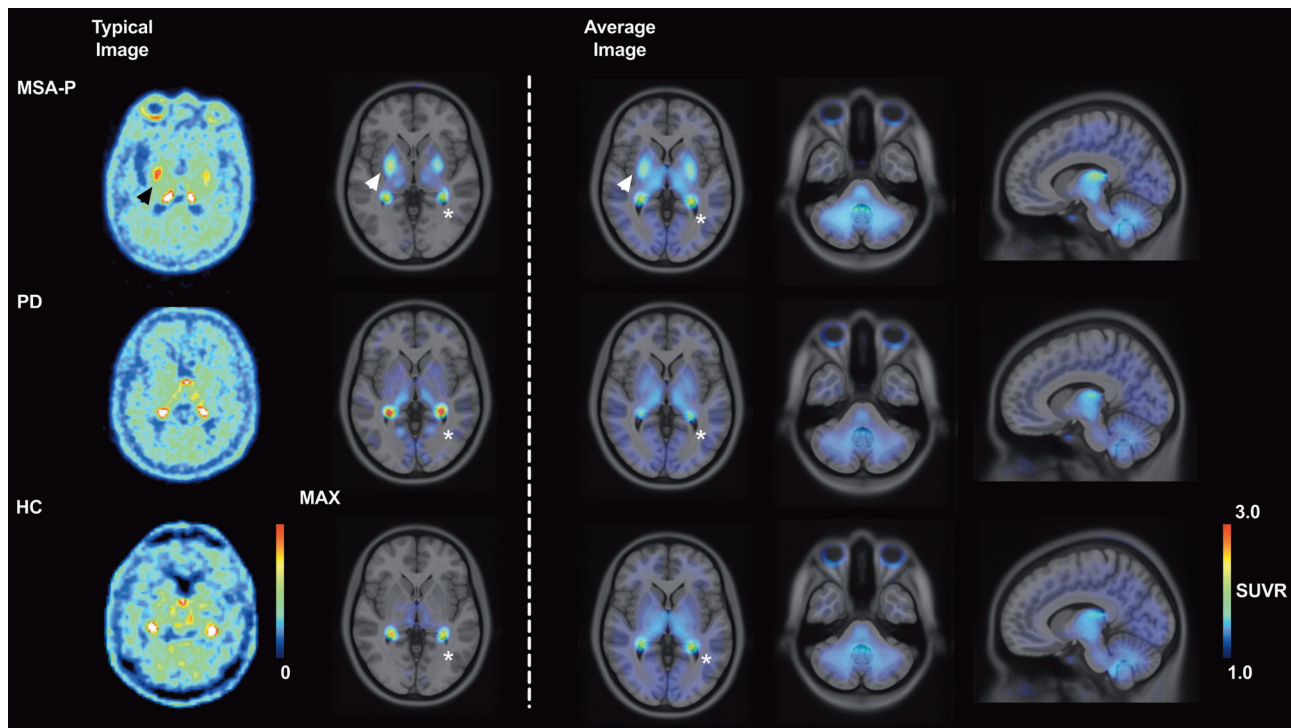 Typical
Image
Average
Image
MSA-P
*
*
PD
*
*
HC
MAX
0
*
*
3.0
SUVR
1.0